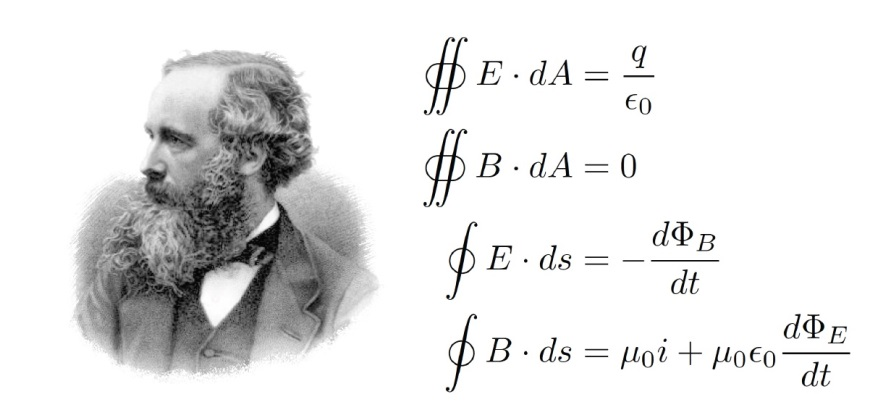 ∯ E · dA = q/ϵ₀
∯ B · dA = 0
∮ E · ds = −dΦ_B/dt
∮ B · ds = μ₀i + μ₀ϵ₀ dΦ_E/dt